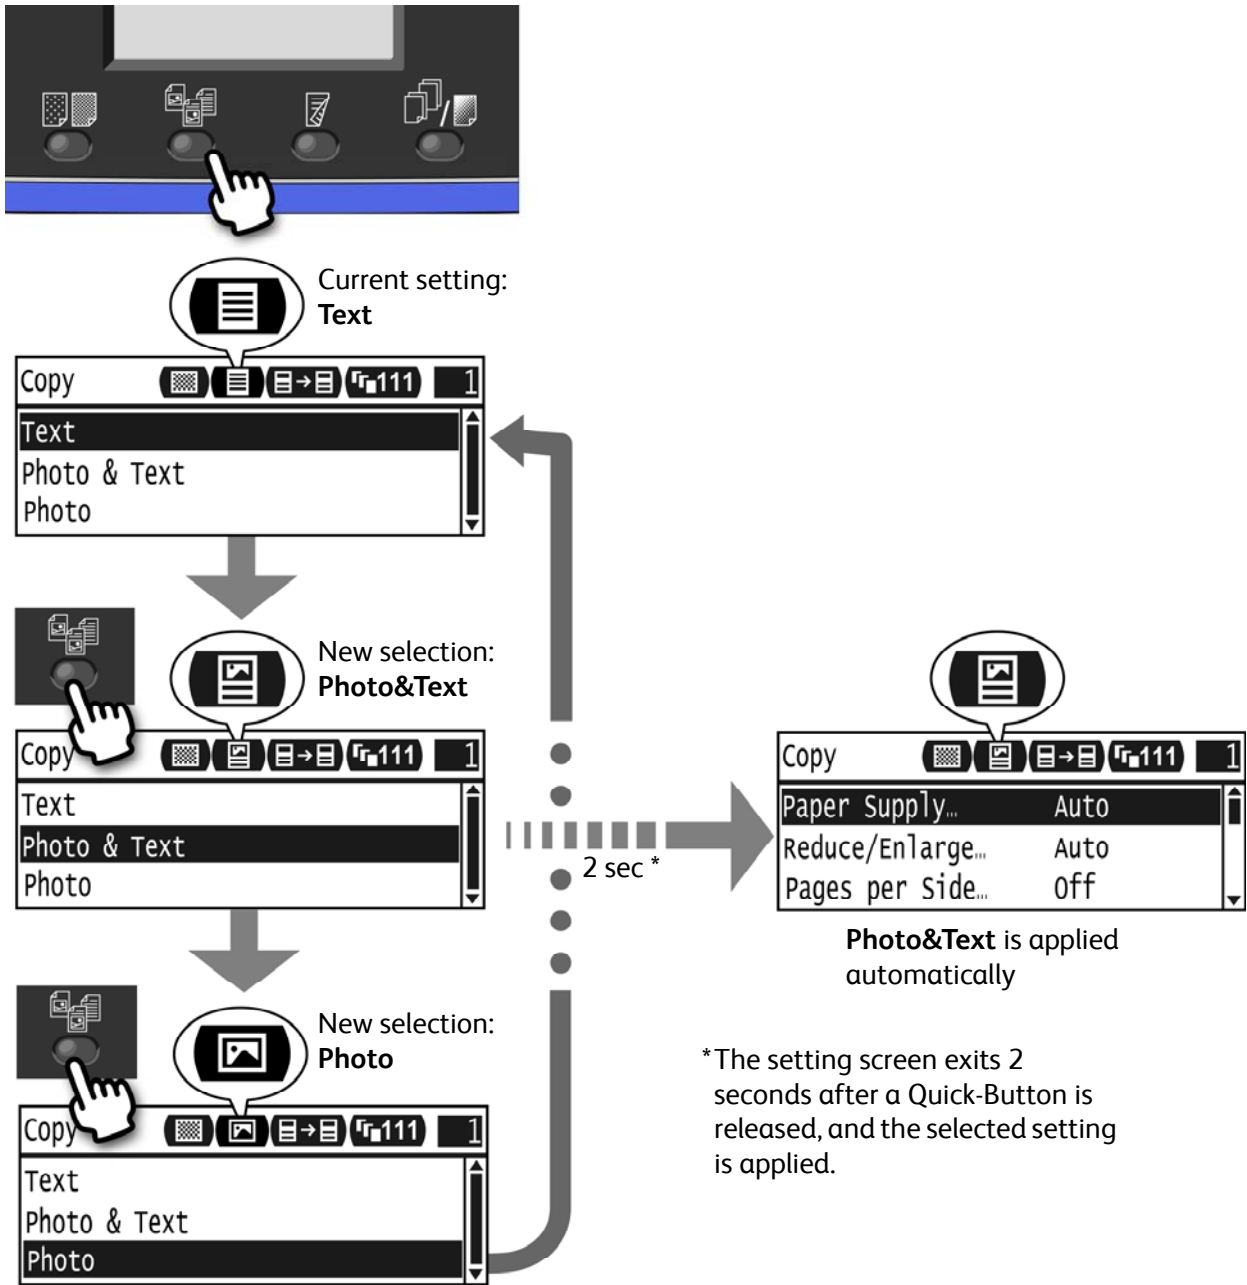 Current setting:
Text
Copy 111 1
Text
Photo & Text
Photo
New selection:
Photo&Text
Copy 111 1
Text
Photo & Text
Photo
2 sec *
Copy 111 1
Paper Supply... Auto
Reduce/Enlarge... Auto
Pages per Side... Off
Photo&Text is applied
automatically
New selection:
Photo
Copy 111 1
Text
Photo & Text
Photo
*The setting screen exits 2
seconds after a Quick-Button is
released, and the selected setting
is applied.